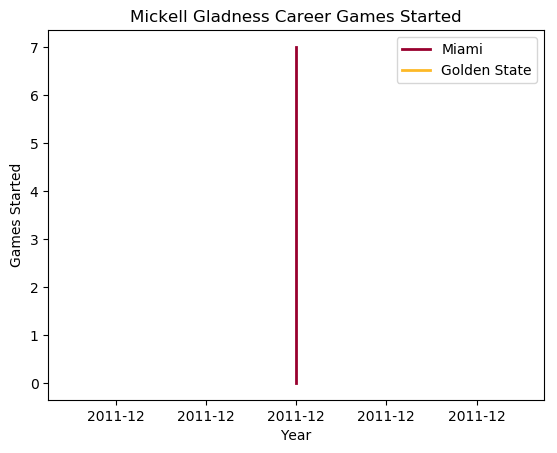 Mickell Gladness Career Games Started
Miami
Golden State
7
6
5
4
3
2
1
0
Games Started
2011-12 2011-12 2011-12 2011-12 2011-12
Year